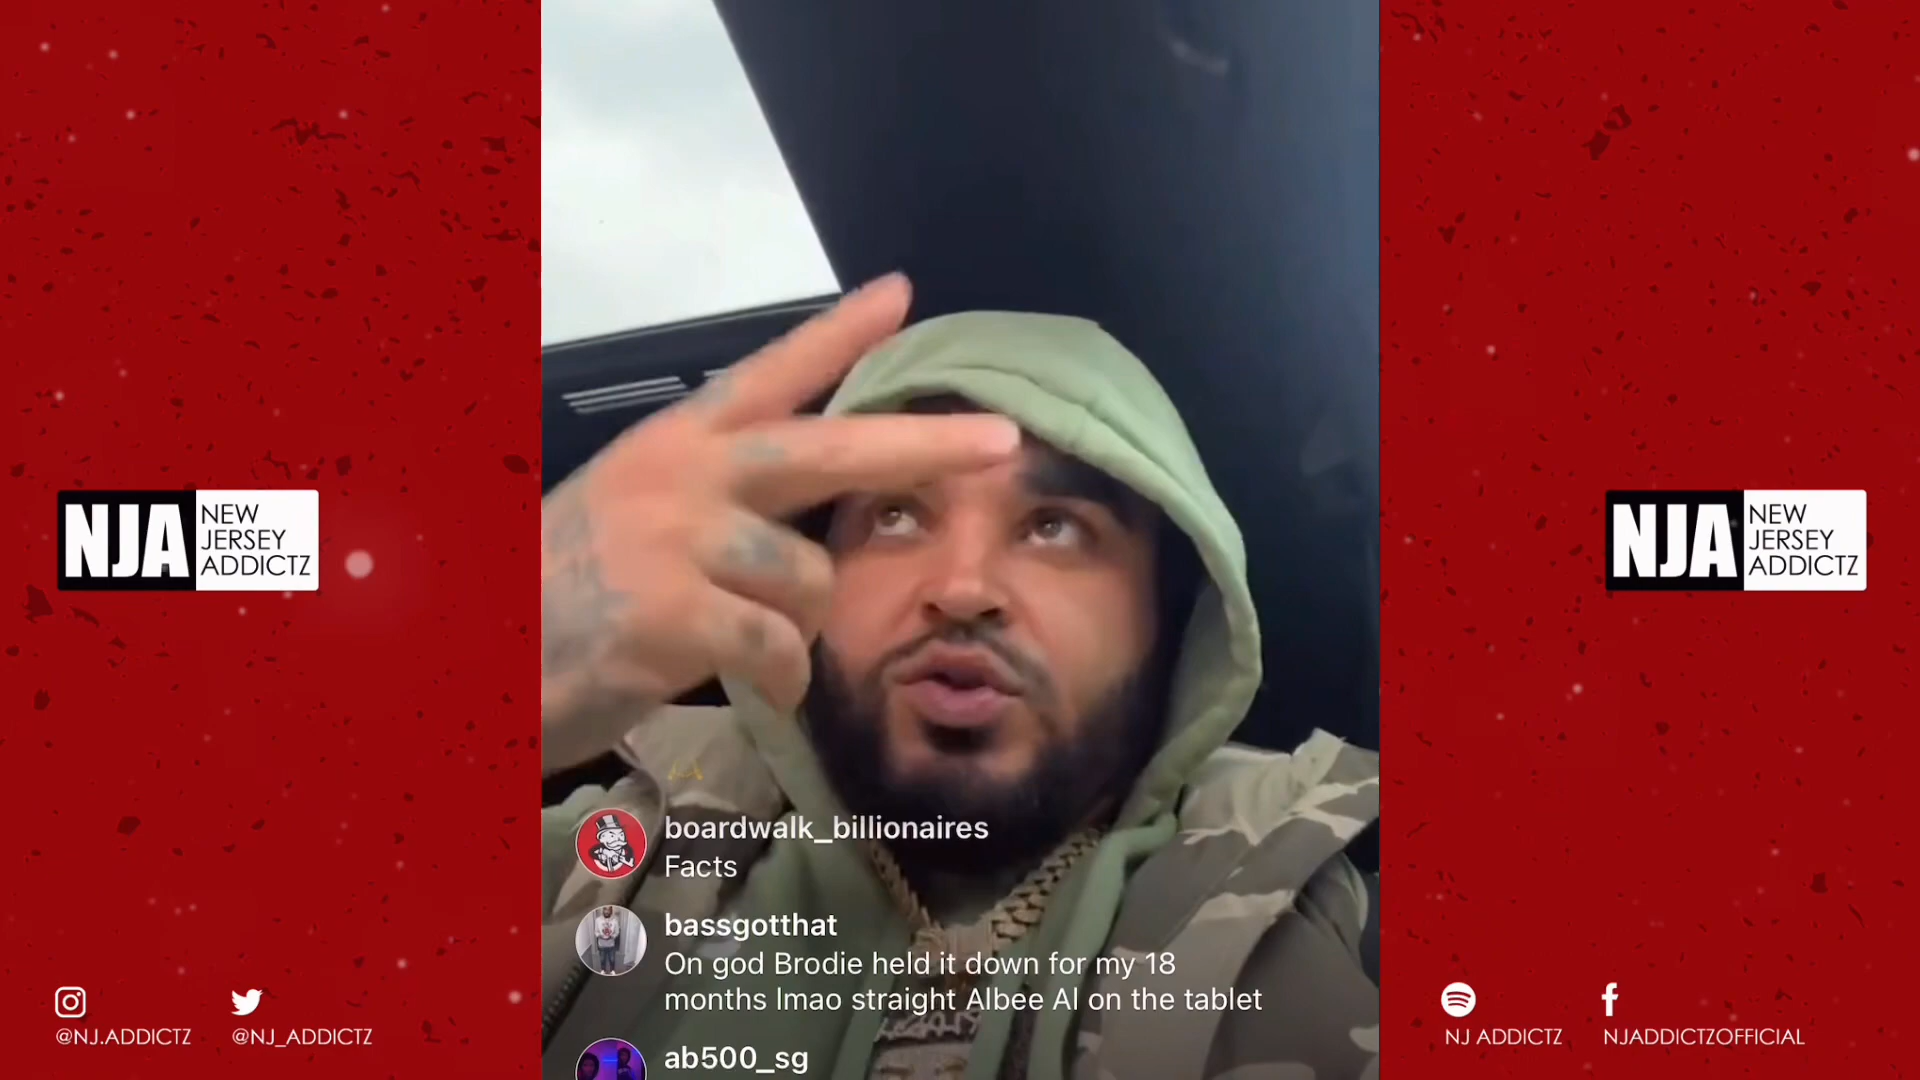 NJA
NEW
JERSEY
ADDICTZ
@NJ.ADDICTZ
@NJ_ADDICTZ
boardwalk_billionaires
Facts
bassgotthat
On god Brodie held it down for my 18
months lmao straight Albee Al on the tablet
ab500_sg
NJA
NEW
JERSEY
ADDICTZ
NJ ADDICTZ
NJADDICTZOFFICIAL